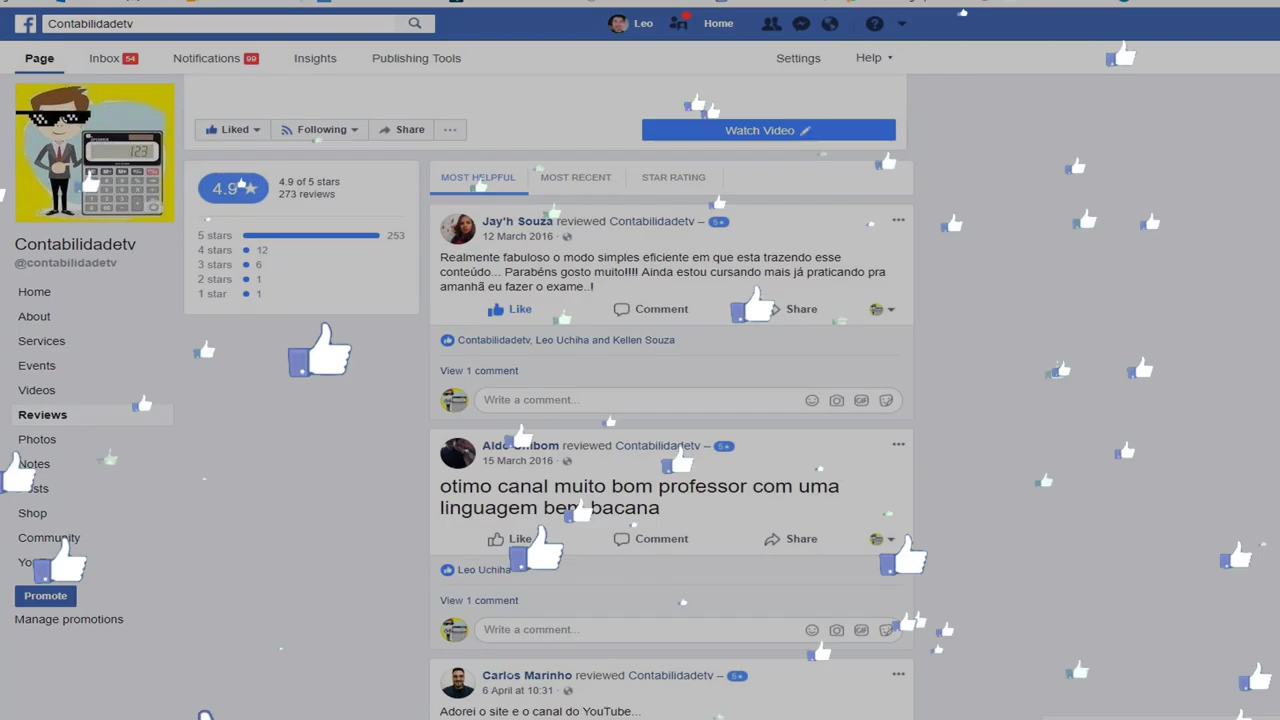 Contabilidadetv
Leo
Home
Page
Inbox 54
Notifications 99
Insights
Publishing Tools
Settings
Help
Liked
Following
Share
Watch Video
123
Contabilidadetv
@contabilidadetv
Home
About
Services
Events
Videos
Reviews
Photos
Notes
Shop
Community
Promote
Manage promotions
4.9
4.9 of 5 stars
273 reviews
5 stars 253
4 stars 12
3 stars 6
2 stars 1
1 star 1
MOST HELPFUL
MOST RECENT
STAR RATING
Jay'h Souza reviewed Contabilidadetv – 5★
12 March 2016
Realmente fabuloso o modo simples eficiente em que esta trazendo esse
conteúdo... Parabéns gosto muito!!!! Ainda estou cursando mais já praticando pra
amanhã eu fazer o exame..!
Like
Comment
Share
Contabilidadetv, Leo Uchiha and Kellen Souza
View 1 comment
Write a comment...
reviewed Contabilidadetv – 5★
15 March 2016
otimo canal muito bom professor com uma
linguagem bem bacana
Like
Comment
Share
Leo Uchiha
View 1 comment
Write a comment...
Carlos Marinho reviewed Contabilidadetv – 5★
6 April at 10:31
Adorei o site e o canal do YouTube...